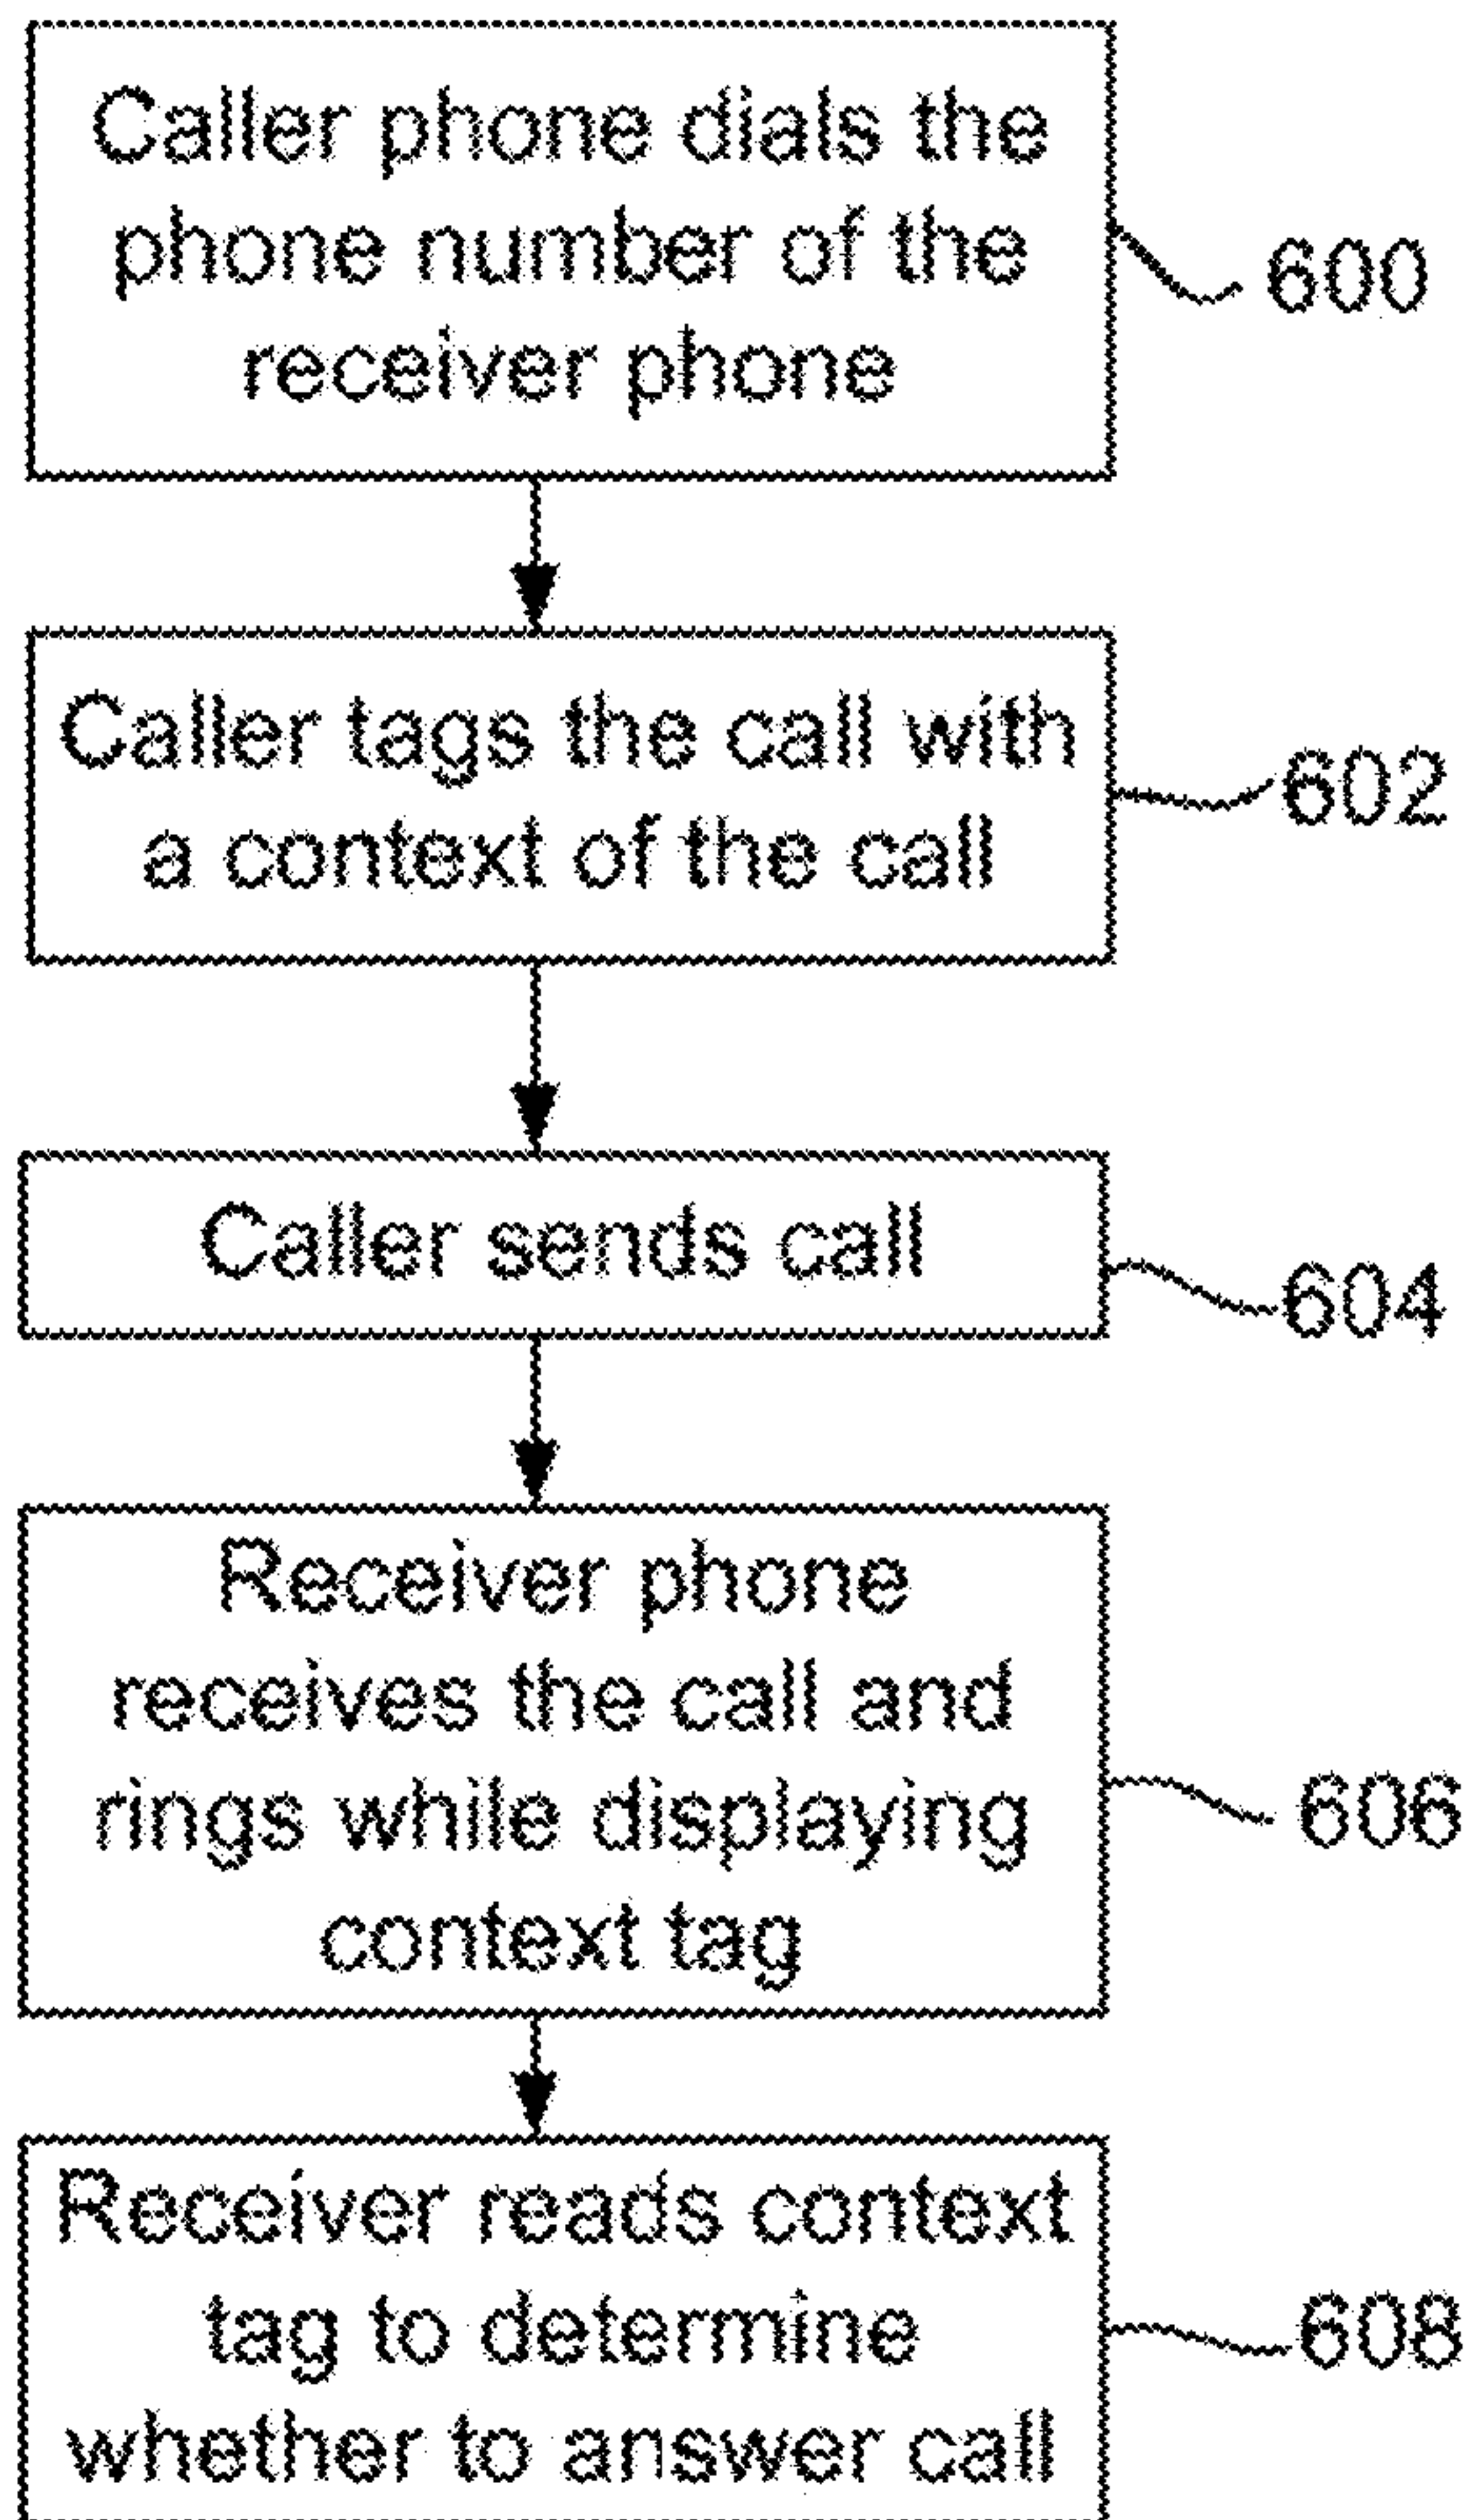 Caller phone dials the
phone number of the
receiver phone
600
Caller tags the call with
a context of the call
602
Caller sends call
604
Receiver phone
receives the call and
rings while displaying
context tag
606
Receiver reads context
tag to determine
whether to answer call
608